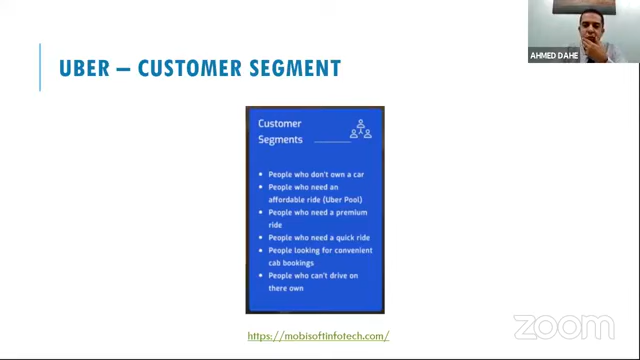 UBER – CUSTOMER SEGMENT
AHMED DAHE
Customer
Segments
People who don't own a car
People who need an
affordable ride (Uber Pool)
People who need a premium
ride
People who need a quick ride
People looking for convenient
cab bookings
People who can't drive on
there own
https://mobisoftinfotech.com/
zoom